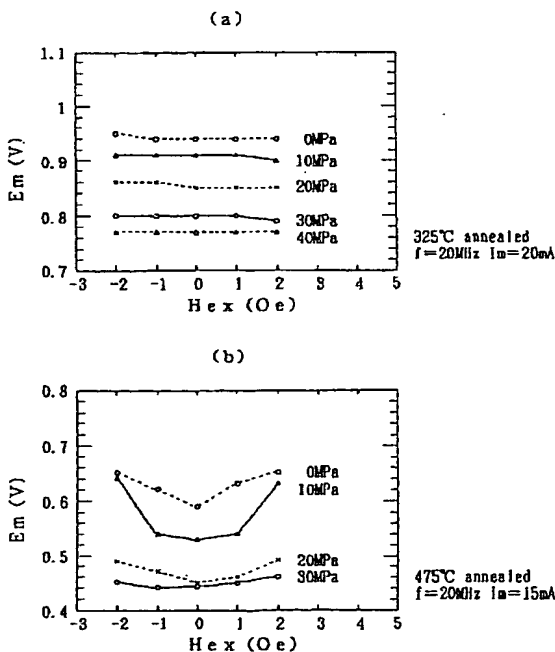 (a)
1.1
1
0.9
0.8
0.7
Em (V)
0MPa
10MPa
20MPa
30MPa
40MPa
-3 -2 -1 0 1 2 3 4 5
Hex (Oe)
325℃ annealed
f=20MHz Im=20mA
(b)
0.8
0.7
0.6
0.5
0.4
Em (V)
0MPa
10MPa
20MPa
30MPa
-3 -2 -1 0 1 2 3 4 5
Hex (Oe)
475℃ annealed
f=20MHz Im=15mA